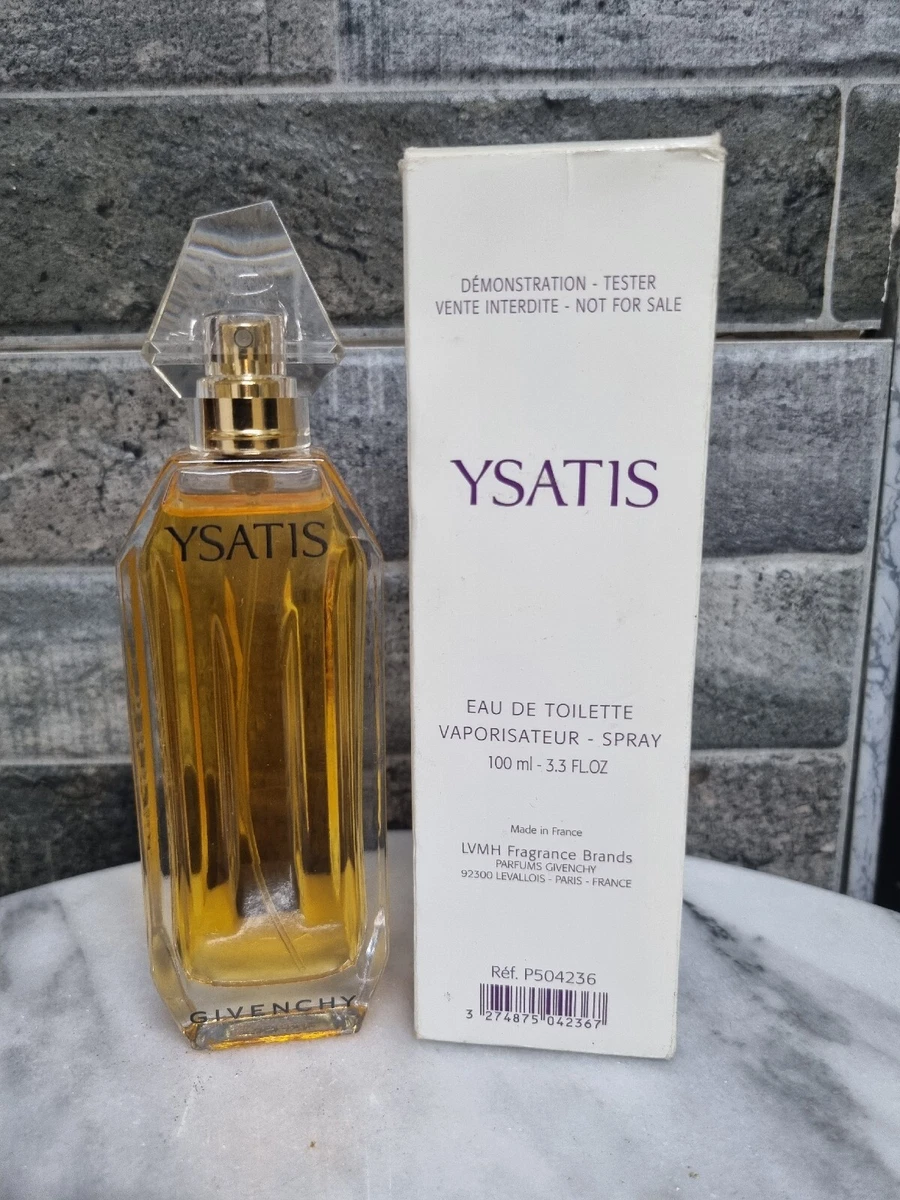 YSATIS
GIVENCHY
DÉMONSTRATION - TESTER
VENTE INTERDITE - NOT FOR SALE
YSATIS
EAU DE TOILETTE
VAPORISATEUR - SPRAY
100 ml - 3.3 FL.OZ
Made in France
LVMH Fragrance Brands
PARFUMS GIVENCHY
92300 LEVALLOIS - PARIS - FRANCE
Réf. P504236
3 274875 042367